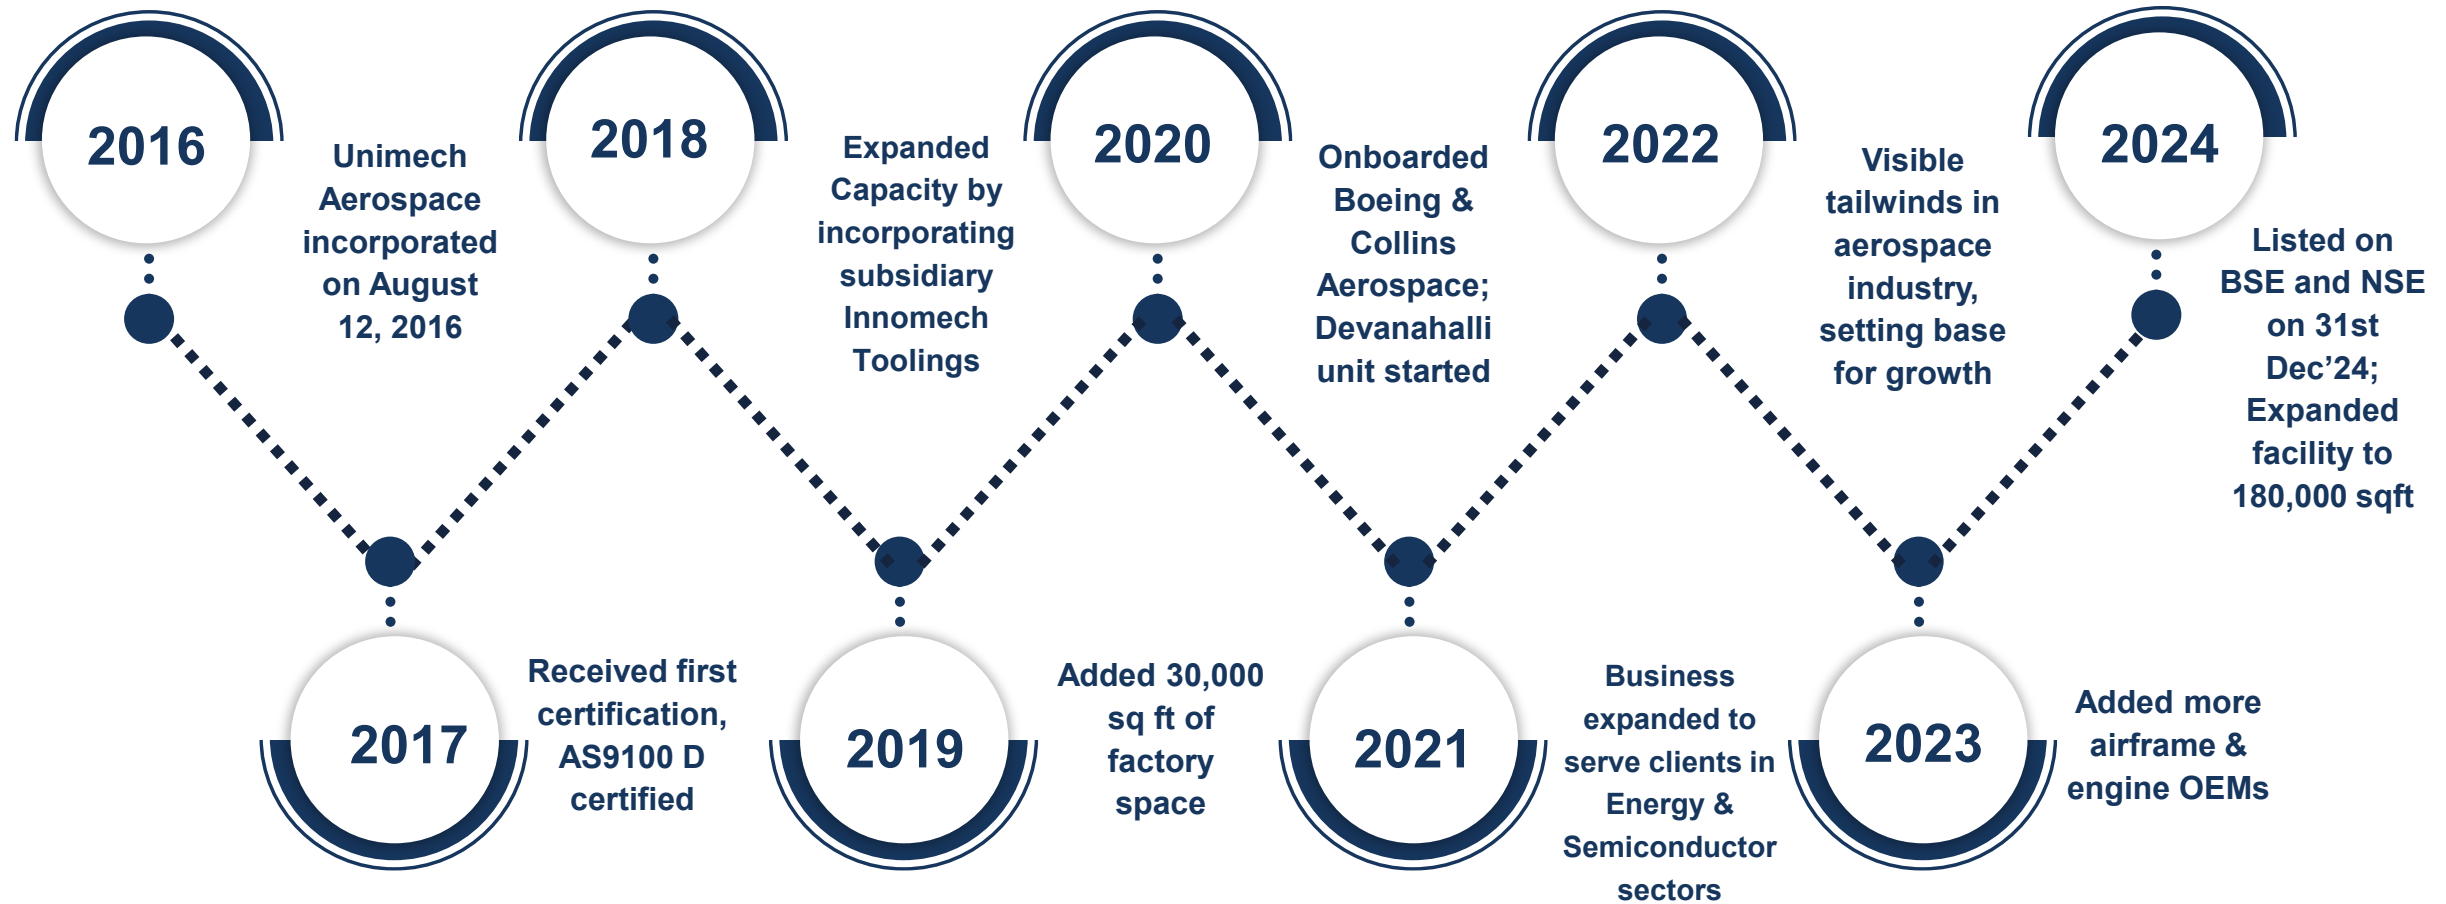 2016
Unimech
Aerospace
incorporated
on August
12, 2016
2017
Received first
certification,
AS9100 D
certified
2018
Expanded
Capacity by
incorporating
subsidiary
Innomech
Toolings
2019
Added 30,000
sq ft of
factory
space
2020
Onboarded
Boeing &
Collins
Aerospace;
Devanahalli
unit started
2021
Business
expanded to
serve clients in
Energy &
Semiconductor
sectors
2022
Visible
tailwinds in
aerospace
industry,
setting base
for growth
2023
Added more
airframe &
engine OEMs
2024
Listed on
BSE and NSE
on 31st
Dec’24;
Expanded
facility to
180,000 sqft